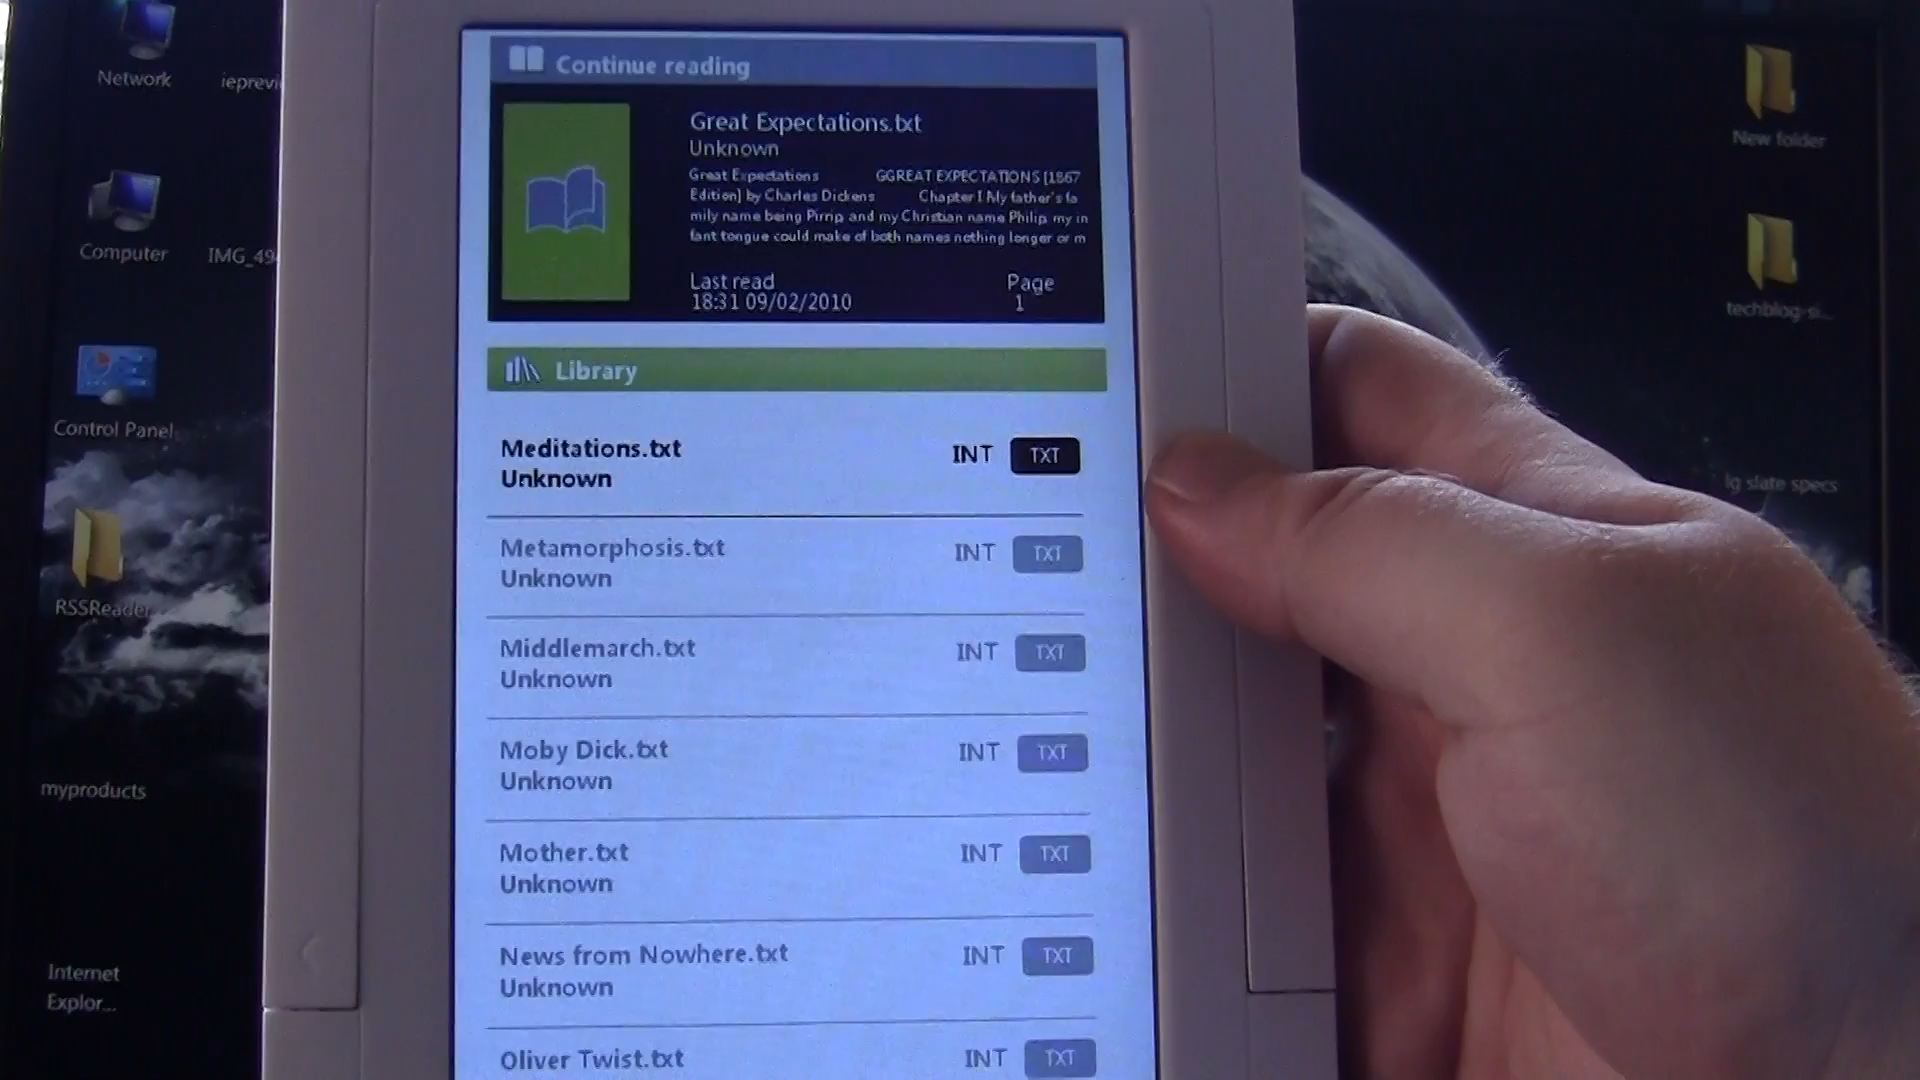 Network
ieprevi
Computer
IMG_49
Control Panel
RSSReader
myproducts
Internet
Explor...
Continue reading
Great Expectations.txt
Unknown
Great Expectations GGREAT EXPECTATIONS [1867
Edition] by Charles Dickens Chapter I My father's fa
mily name being Pirrip and my Christian name Philip my in
fant tongue could make of both names nothing longer or m
Last read Page
18:31 09/02/2010 1
Library
Meditations.txt INT TXT
Unknown
Metamorphosis.txt INT TXT
Unknown
Middlemarch.txt INT TXT
Unknown
Moby Dick.txt INT TXT
Unknown
Mother.txt INT TXT
Unknown
News from Nowhere.txt INT TXT
Unknown
Oliver Twist.txt INT TXT
New folder
techblog-si...
lg slate specs